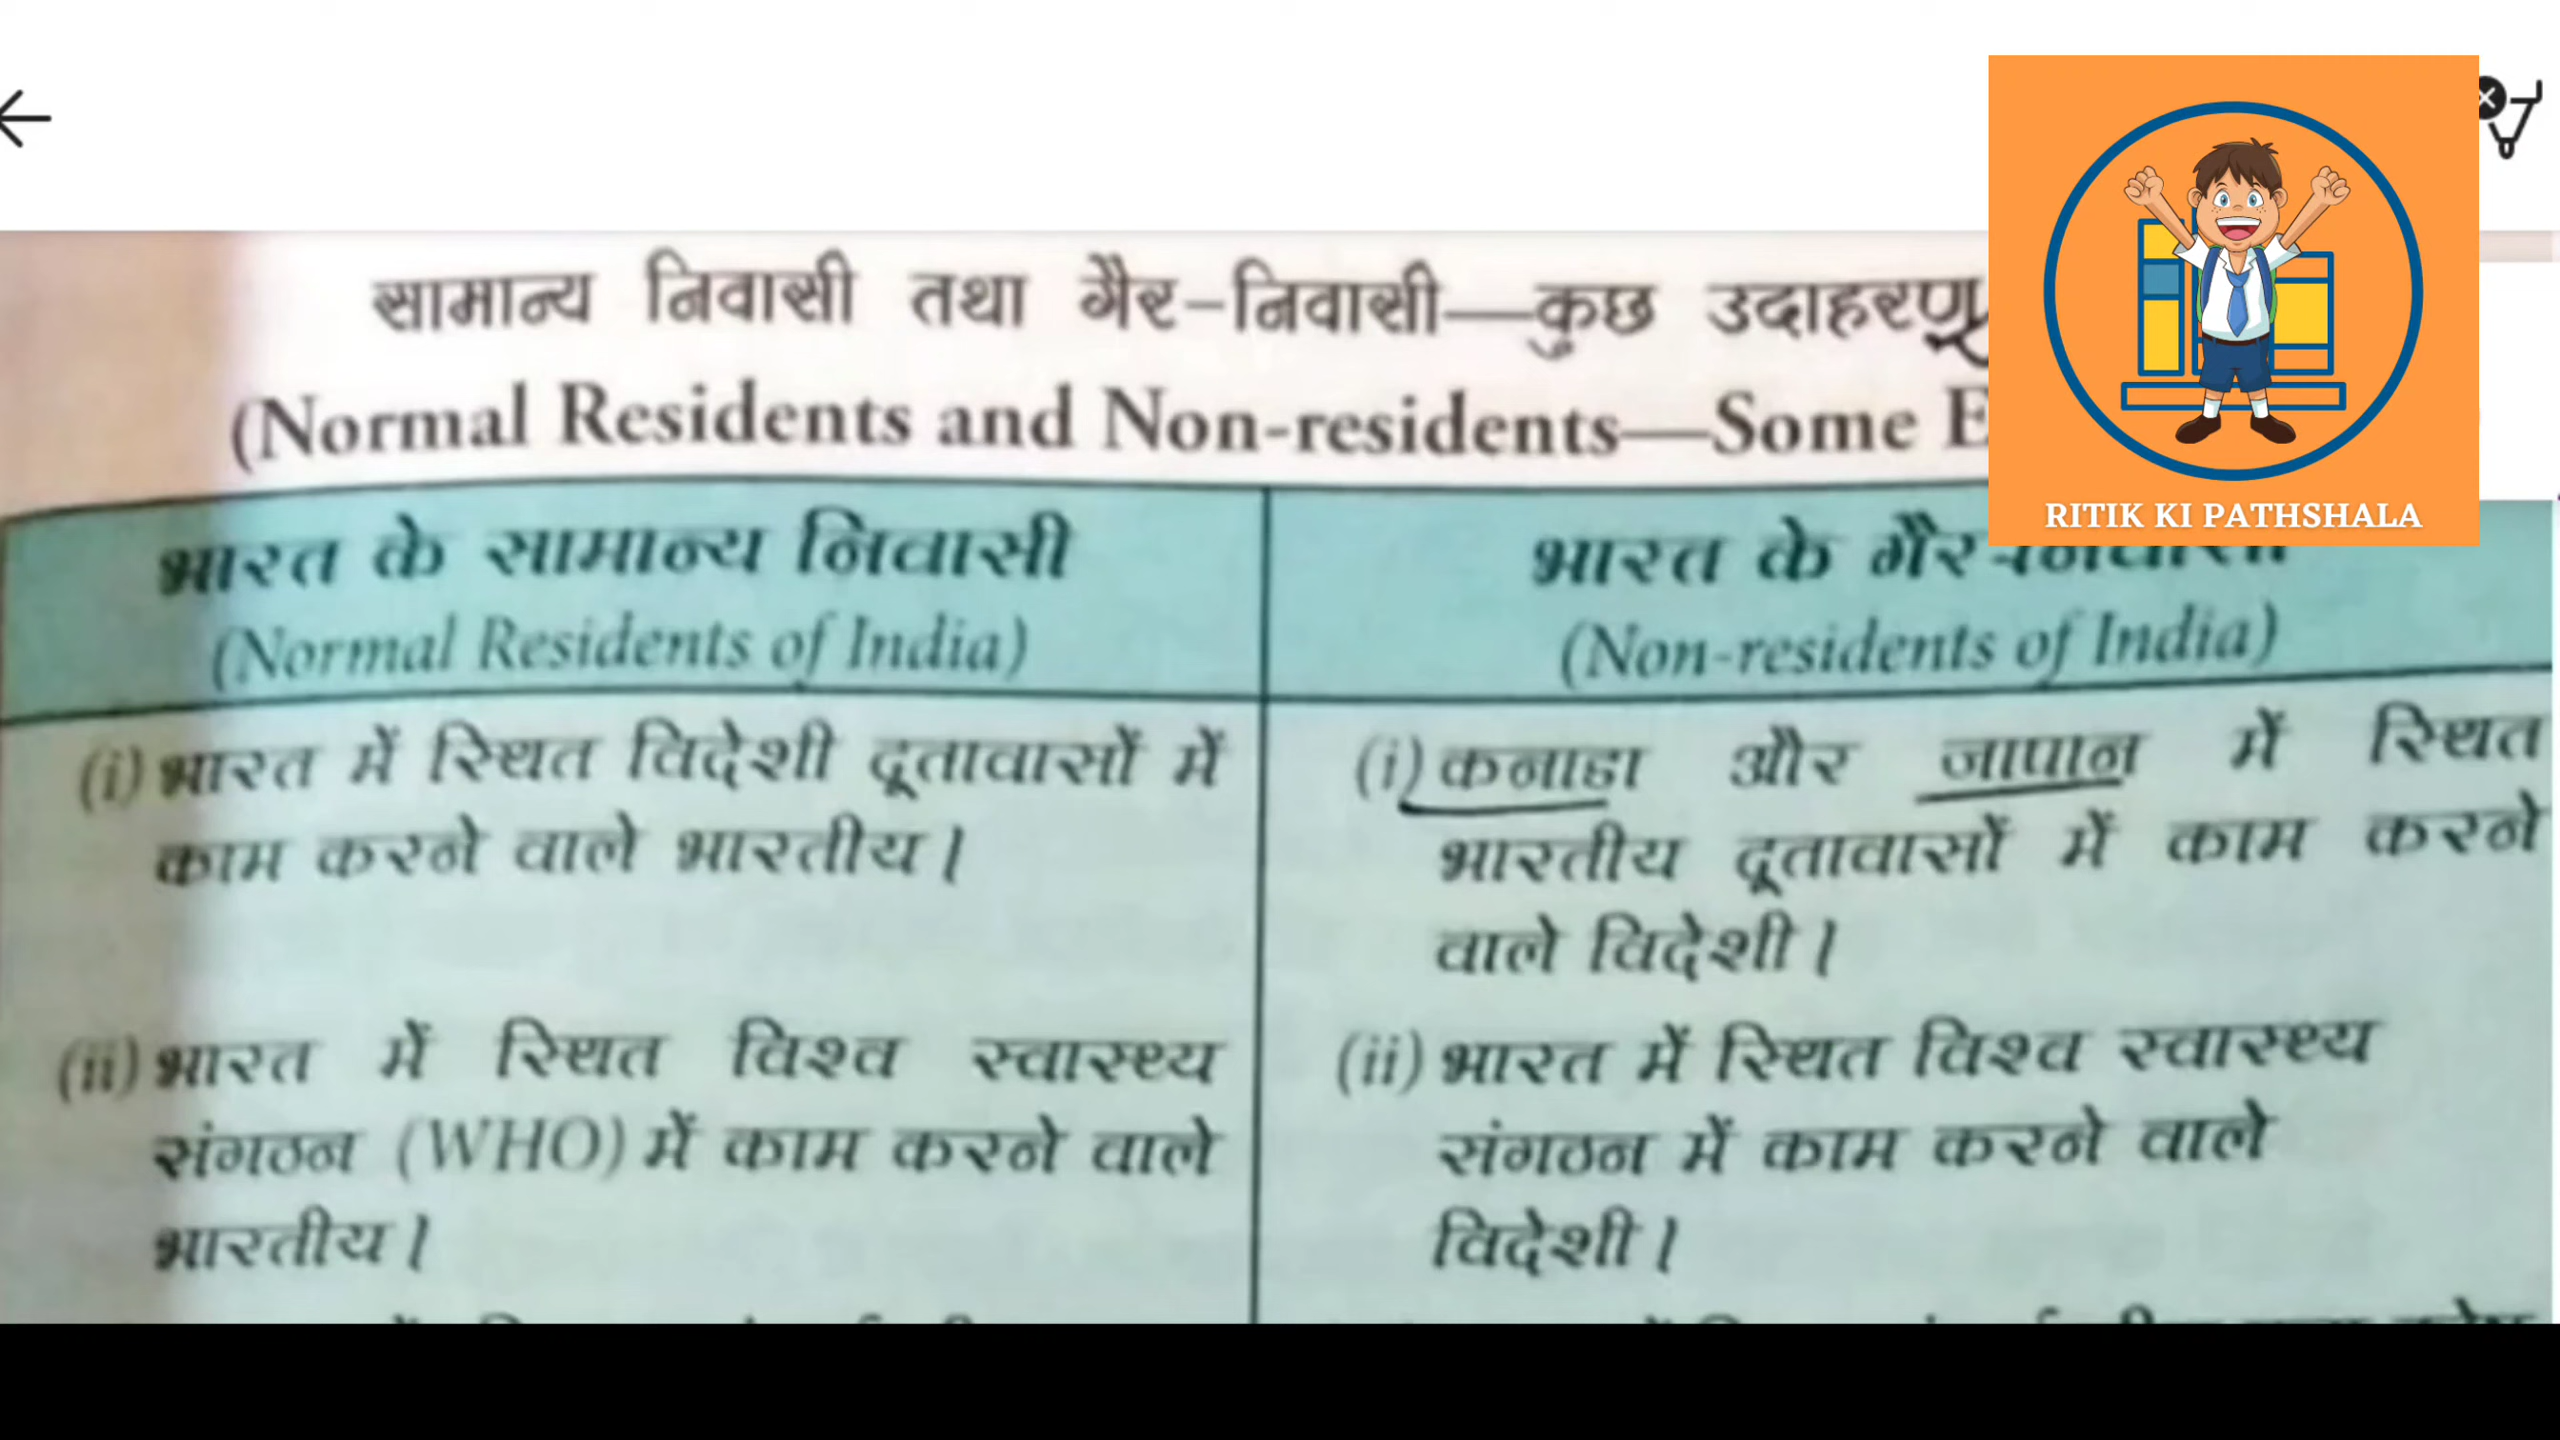 सामान्य निवासी तथा गैर-निवासी—कुछ उदाहरण
(Normal Residents and Non-residents—Some
RITIK KI PATHSHALA
भारत के सामान्य निवासी
(Normal Residents of India)
(i) भारत में स्थित विदेशी दूतावासों में
काम करने वाले भारतीय।
(ii) भारत में स्थित विश्व स्वास्थ्य
संगठन (WHO) में काम करने वाले
भारतीय।
भारत के गैर-निवासी
(Non-residents of India)
(i) कनाडा और जापान में स्थित
भारतीय दूतावासों में काम करने
वाले विदेशी।
(ii) भारत में स्थित विश्व स्वास्थ्य
संगठन में काम करने वाले
विदेशी।